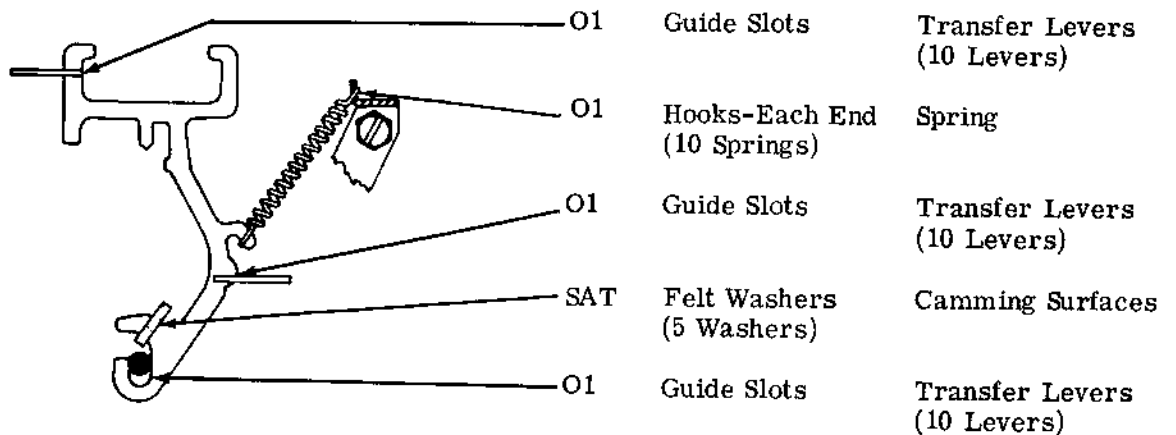 O1 Guide Slots Transfer Levers
(10 Levers)
O1 Hooks-Each End Spring
(10 Springs)
O1 Guide Slots Transfer Levers
(10 Levers)
SAT Felt Washers Camming Surfaces
(5 Washers)
O1 Guide Slots Transfer Levers
(10 Levers)